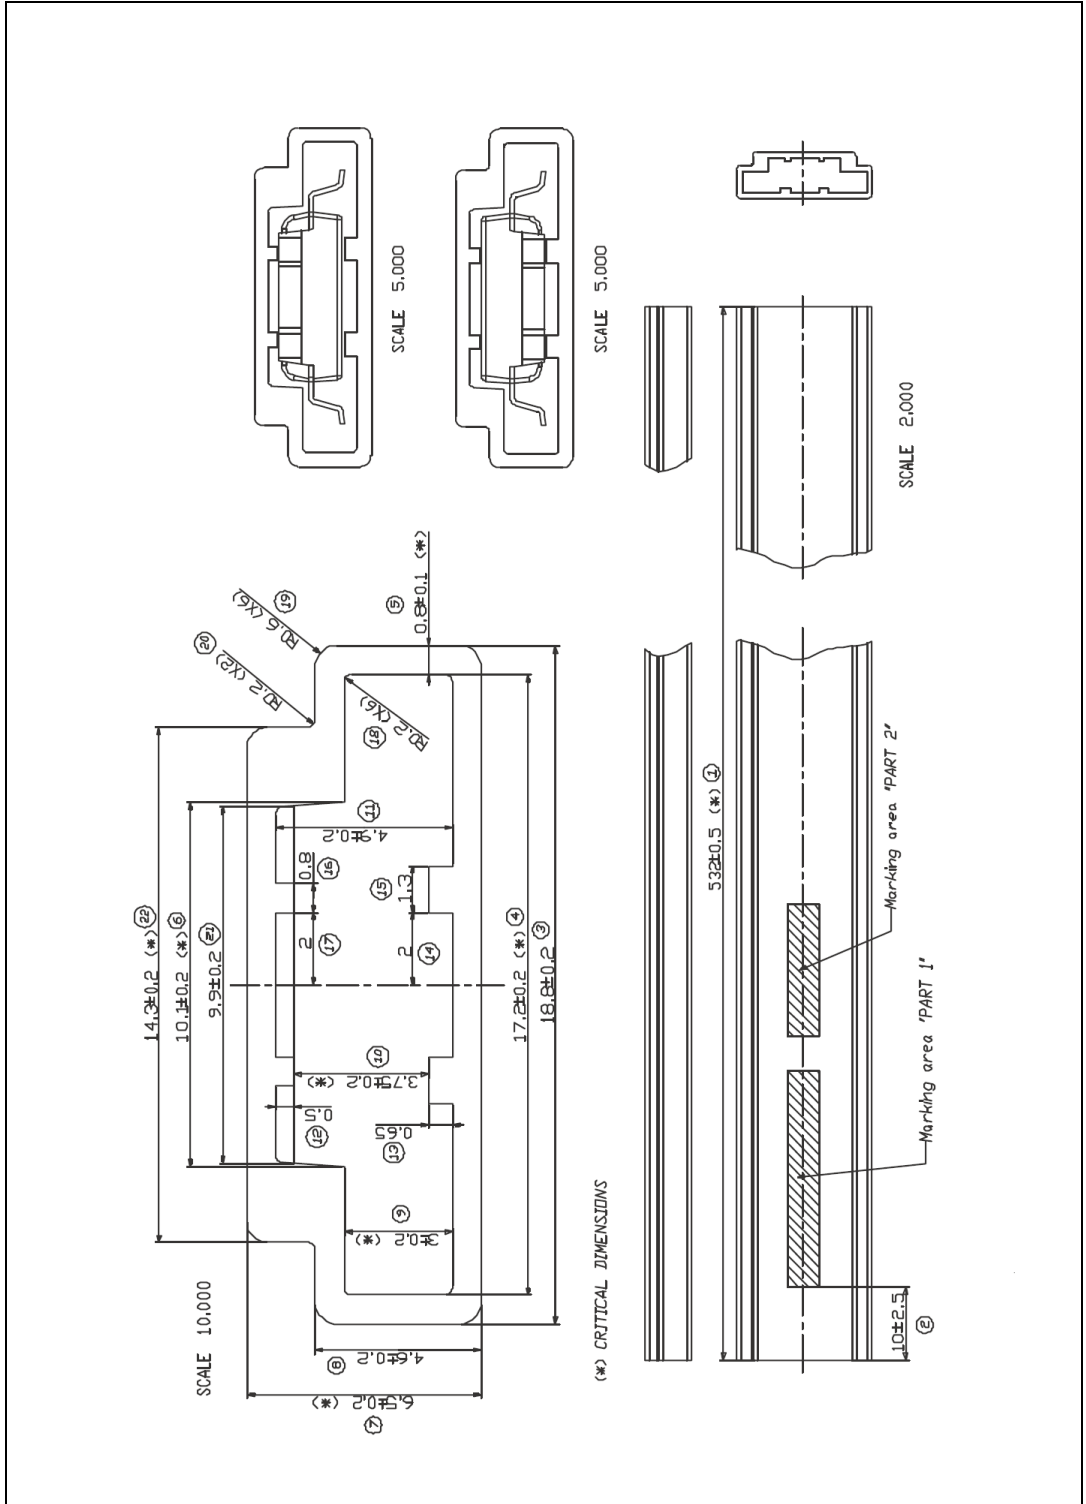 SCALE 5,000
SCALE 5,000
SCALE 2,000
SCALE 10,000
14.3±0.2 (*) 22
10.1±0.2 (*) 6
9.9±0.2 21
R0.2 (X2) 20
R0.6 (X6) 19
R0.2 (X6) 18
0.8±0.1 (*) 5
4.9±0.2 11
0.8 16
2 17
1.3 15
2 14
3.75±0.2 (*) 10
0.5 12
0.65 13
3±0.2 (*) 9
17.2±0.2 (*) 4
18.8±0.2 3
4.6±0.2 8
6.5±0.2 (*) 7
(*) CRITICAL DIMENSIONS
532±0.5 (*) 1
Marking area "PART 2"
Marking area "PART 1"
10±2.5
2